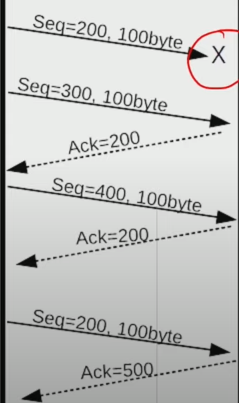 Seq=200, 100byte
X
Seq=300, 100byte
Ack=200
Seq=400, 100byte
Ack=200
Seq=200, 100byte
Ack=500